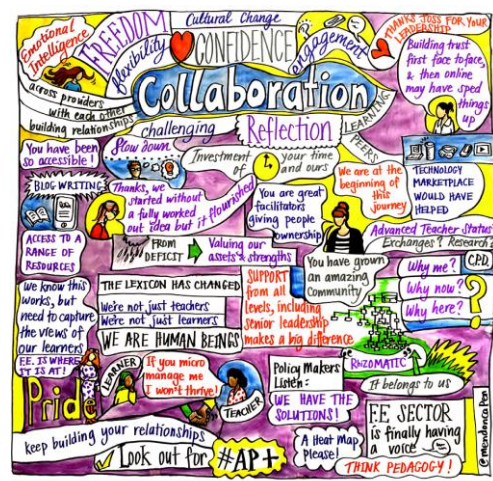 Emotional
Intelligence
FREEDOM
flexibility
Cultural Change
CONFIDENCE
engagement
THANKS JOSS FOR YOUR
LEADERSHIP
Building trust
first face to face,
& then online
may have sped
things
up
across providers
with each other
building relationships
Collaboration
challenging
Reflection
LEARNING
PEERS
You have been
so accessible!
Slow down
Investment
of
your time
and ours
We are at the
beginning of
this
journey
TECHNOLOGY
MARKETPLACE
WOULD HAVE
HELPED
BLOG WRITING
Thanks, we
started without
a fully worked
out idea but it flourished
You are great
facilitators
giving people
ownership
Advanced Teacher Status
Exchanges? Research
ACCESS TO A
RANGE OF
RESOURCES
FROM
DEFICIT
Valuing our
assets & strengths
You have grown
an amazing
Community
Why me?
Why now?
Why here?
C.P.D.
?
we know this
works, but
need to capture
the views of
our learners
THE LEXICON HAS CHANGED
We're not just teachers
We're not just learners
WE ARE HUMAN BEINGS
SUPPORT
from all
levels, including
senior leadership
makes a big difference
F.E. IS WHERE
IT IS AT!
Pride
LEARNER
If you micro
manage me
I won't thrive!
TEACHER
Policy Makers
Listen:
WE HAVE THE
SOLUTIONS!
RHIZOMATIC
It belongs to us
keep building your relationships
Look out for #AP+
A Heat Map
Please!
F.E SECTOR
is finally having
a voice
THINK PEDAGOGY!
@mendoncapen